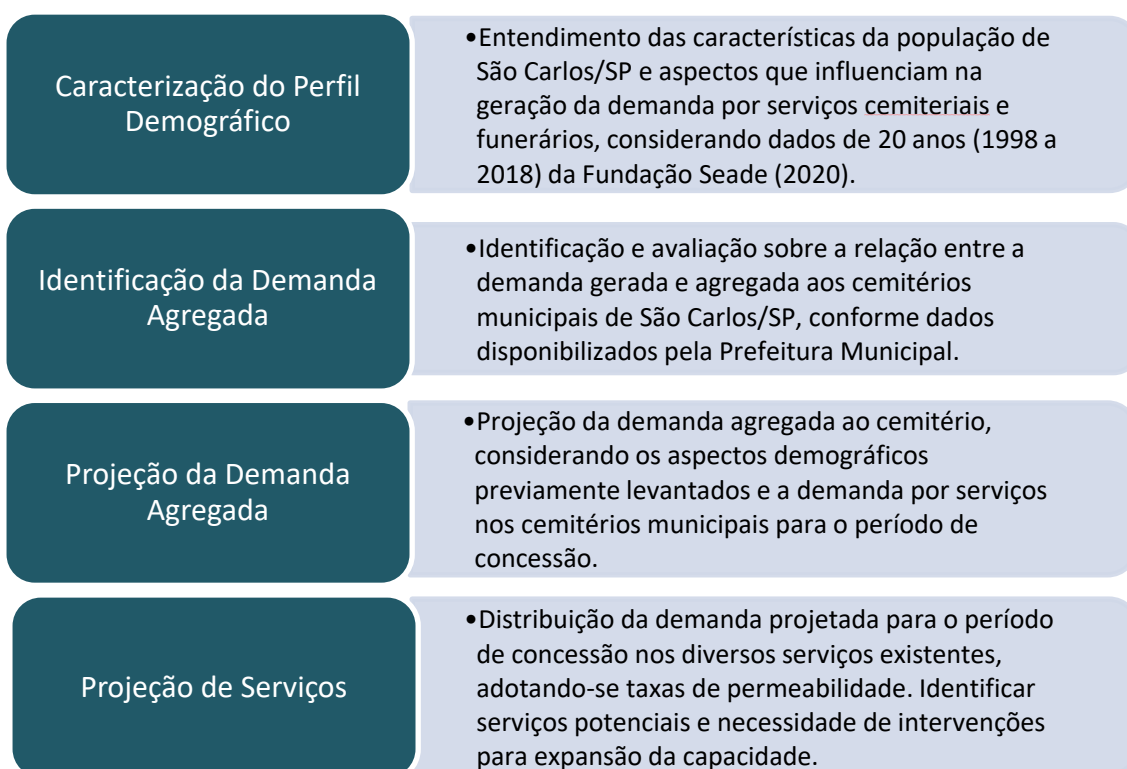 Caracterização do Perfil
Demográfico
•Entendimento das características da população de
São Carlos/SP e aspectos que influenciam na
geração da demanda por serviços cemiteriais e
funerários, considerando dados de 20 anos (1998 a
2018) da Fundação Seade (2020).
Identificação da Demanda
Agregada
•Identificação e avaliação sobre a relação entre a
demanda gerada e agregada aos cemitérios
municipais de São Carlos/SP, conforme dados
disponibilizados pela Prefeitura Municipal.
Projeção da Demanda
Agregada
•Projeção da demanda agregada ao cemitério,
considerando os aspectos demográficos
previamente levantados e a demanda por serviços
nos cemitérios municipais para o período de
concessão.
Projeção de Serviços
•Distribuição da demanda projetada para o período
de concessão nos diversos serviços existentes,
adotando-se taxas de permeabilidade. Identificar
serviços potenciais e necessidade de intervenções
para expansão da capacidade.